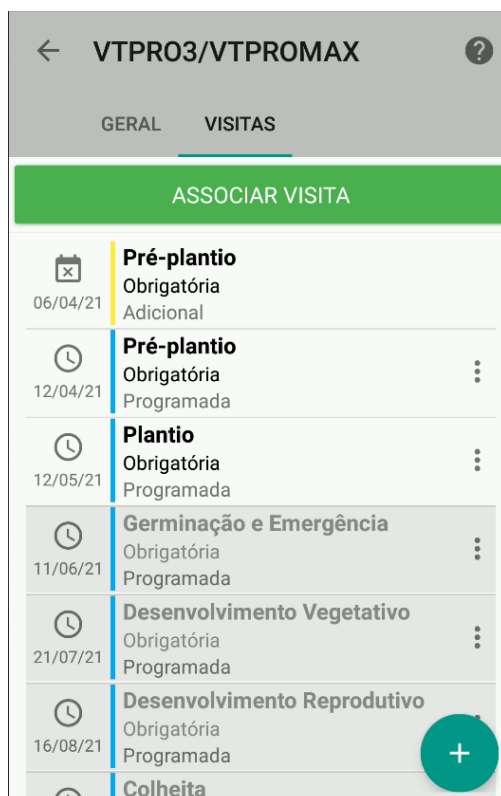 VTPRO3/VTPROMAX
GERAL VISITAS
ASSOCIAR VISITA
Pré-plantio
Obrigatória
06/04/21
Adicional
Pré-plantio
Obrigatória
12/04/21
Programada
Plantio
Obrigatória
12/05/21
Programada
Germinação e Emergência
Obrigatória
11/06/21
Programada
Desenvolvimento Vegetativo
Obrigatória
21/07/21
Programada
Desenvolvimento Reprodutivo
Obrigatória
16/08/21
Programada
Colheita